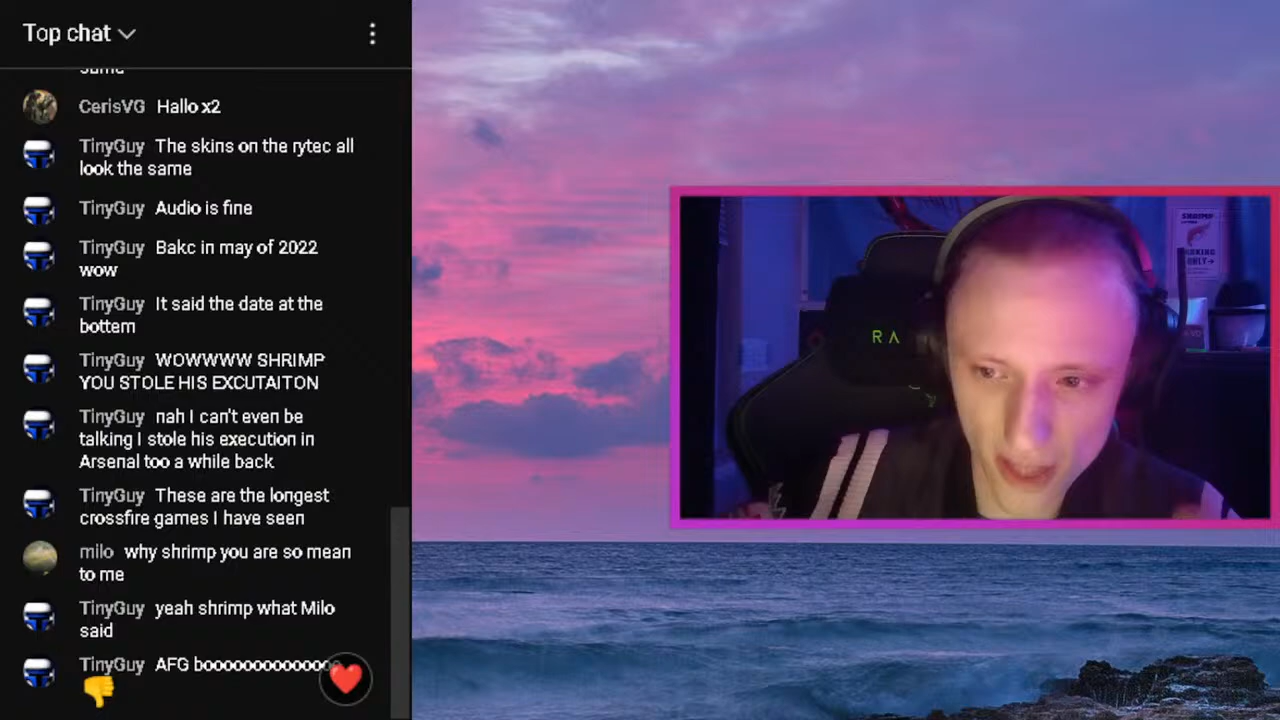 Top chat
same
CerisVG Hallo x2
TinyGuy The skins on the rytec all
look the same
TinyGuy Audio is fine
TinyGuy Bakc in may of 2022
wow
TinyGuy It said the date at the
bottem
TinyGuy WOWWWW SHRIMP
YOU STOLE HIS EXCUTAITON
TinyGuy nah I can't even be
talking I stole his execution in
Arsenal too a while back
TinyGuy These are the longest
crossfire games I have seen
milo why shrimp you are so mean
to me
TinyGuy yeah shrimp what Milo
said
TinyGuy AFG boooooooooooooo
R A
SHRIMP
ONLY